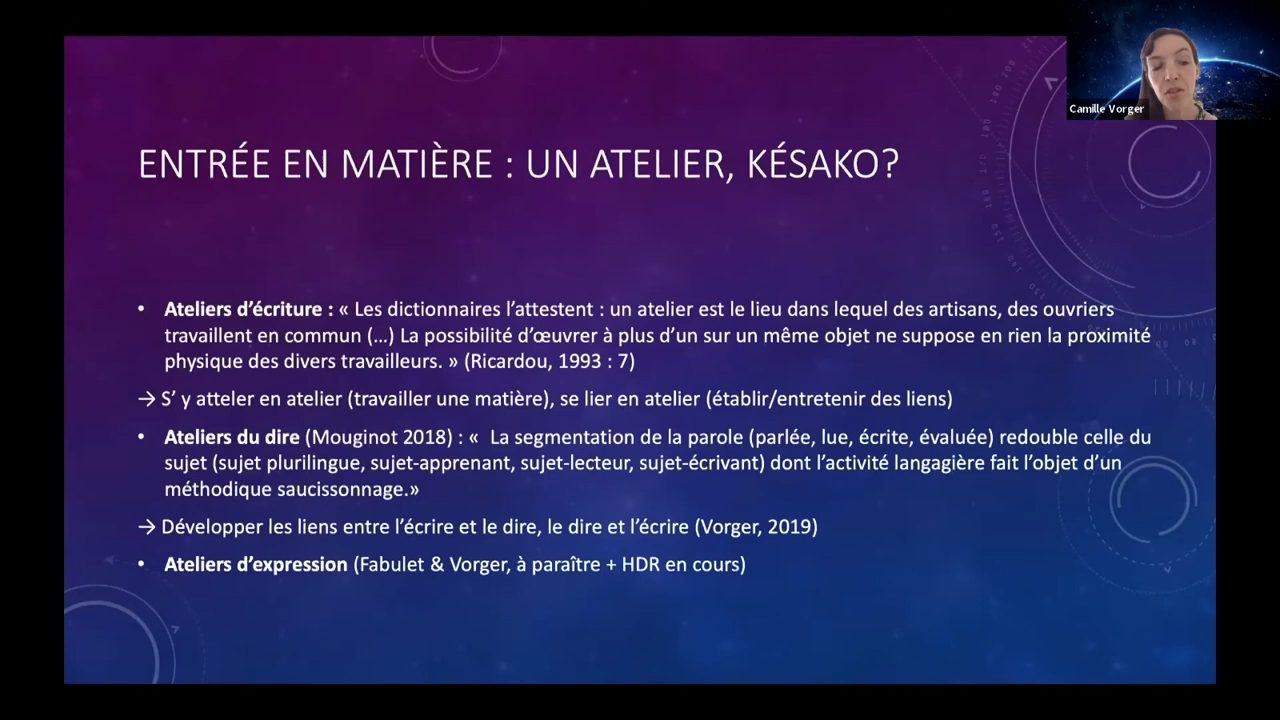 Camille Vorger
ENTRÉE EN MATIÈRE : UN ATELIER, KÉSAKO?
• Ateliers d’écriture : « Les dictionnaires l’attestent : un atelier est le lieu dans lequel des artisans, des ouvriers
travaillent en commun (…) La possibilité d’œuvrer à plus d’un sur un même objet ne suppose en rien la proximité
physique des divers travailleurs. » (Ricardou, 1993 : 7)
→ S’ y atteler en atelier (travailler une matière), se lier en atelier (établir/entretenir des liens)
• Ateliers du dire (Mouginot 2018) : «  La segmentation de la parole (parlée, lue, écrite, évaluée) redouble celle du
sujet (sujet plurilingue, sujet-apprenant, sujet-lecteur, sujet-écrivant) dont l’activité langagière fait l’objet d’un
méthodique saucissonnage.»
→ Développer les liens entre l’écrire et le dire, le dire et l’écrire (Vorger, 2019)
• Ateliers d’expression (Fabulet & Vorger, à paraître + HDR en cours)